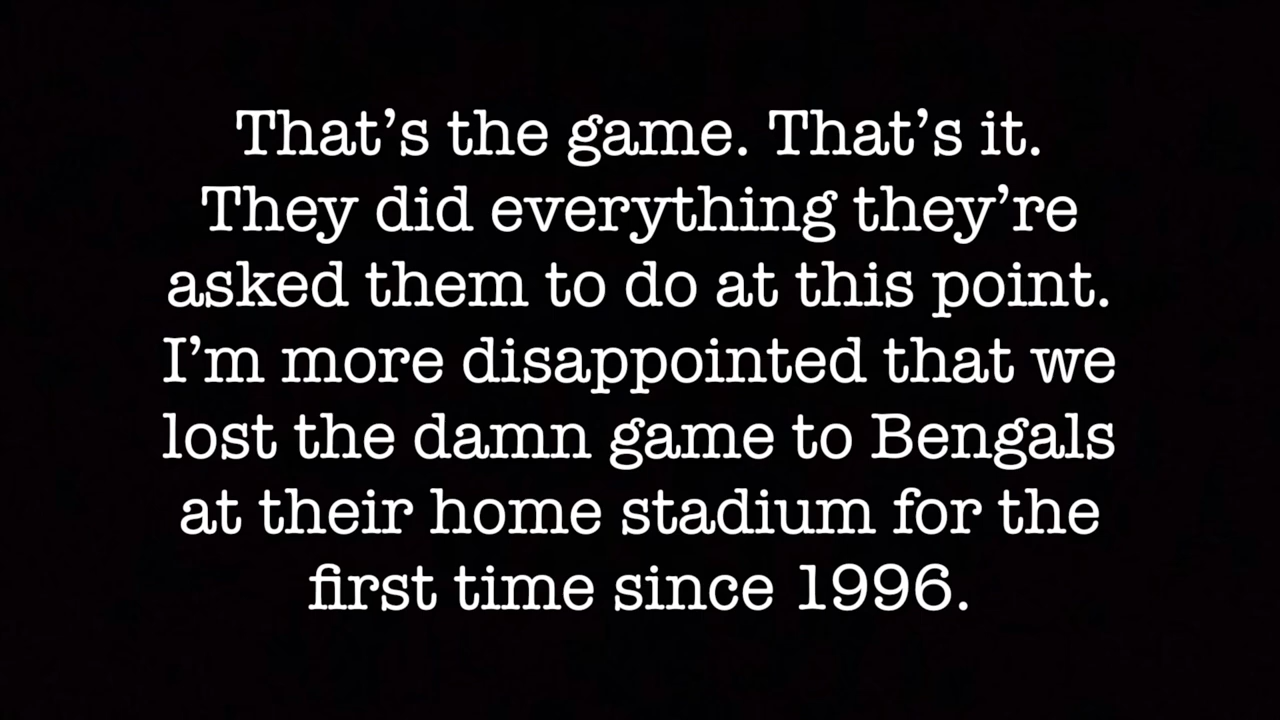 That’s the game. That’s it.
They did everything they’re
asked them to do at this point.
I’m more disappointed that we
lost the damn game to Bengals
at their home stadium for the
first time since 1996.